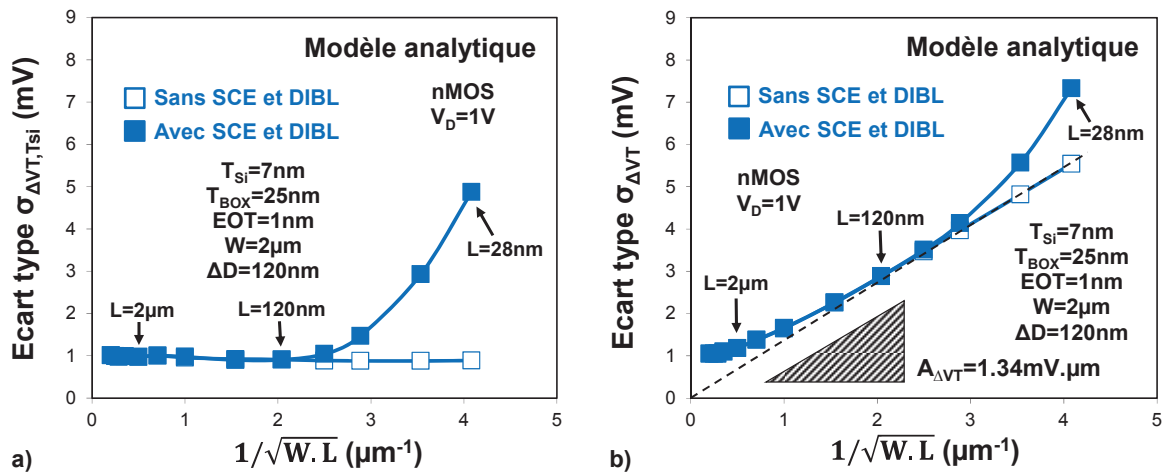 Ecart type σΔVT,Tsi (mV)
9
8
7
6
5
4
3
2
1
0
Modèle analytique
Sans SCE et DIBL
Avec SCE et DIBL
nMOS
VD=1V
TSi=7nm
TBOX=25nm
EOT=1nm
W=2µm
ΔD=120nm
L=2µm
L=120nm
L=28nm
0 1 2 3 4 5
1/√W.L (µm-1)
a)
Ecart type σΔVT (mV)
9
8
7
6
5
4
3
2
1
0
Modèle analytique
Sans SCE et DIBL
Avec SCE et DIBL
nMOS
VD=1V
L=28nm
L=120nm
L=2µm
TSi=7nm
TBOX=25nm
EOT=1nm
W=2µm
ΔD=120nm
AΔVT=1.34mV.µm
0 1 2 3 4 5
1/√W.L (µm-1)
b)